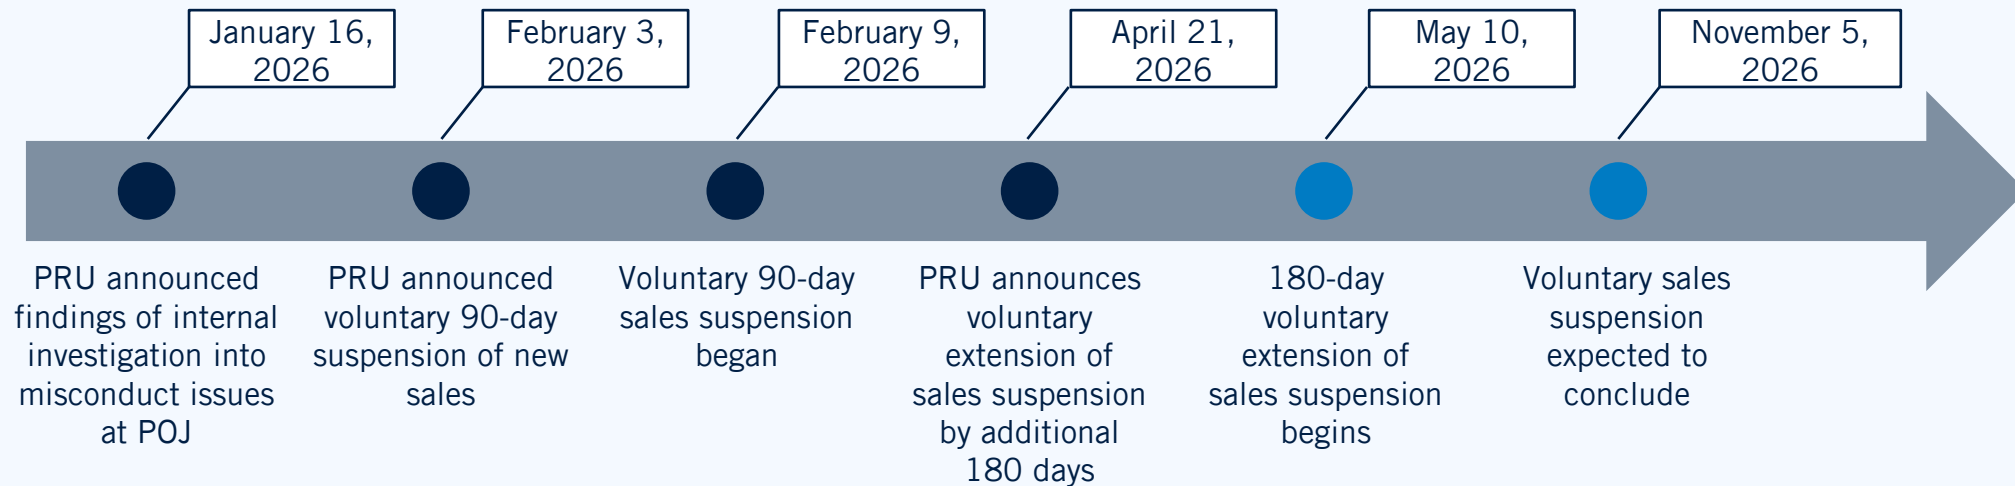 January 16,
2026
February 3,
2026
February 9,
2026
April 21,
2026
May 10,
2026
November 5,
2026
PRU announced
findings of internal
investigation into
misconduct issues
at POJ
PRU announced
voluntary 90-day
suspension of new
sales
Voluntary 90-day
sales suspension
began
PRU announces
voluntary
extension of
sales suspension
by additional
180 days
180-day
voluntary
extension of
sales suspension
begins
Voluntary sales
suspension
expected to
conclude